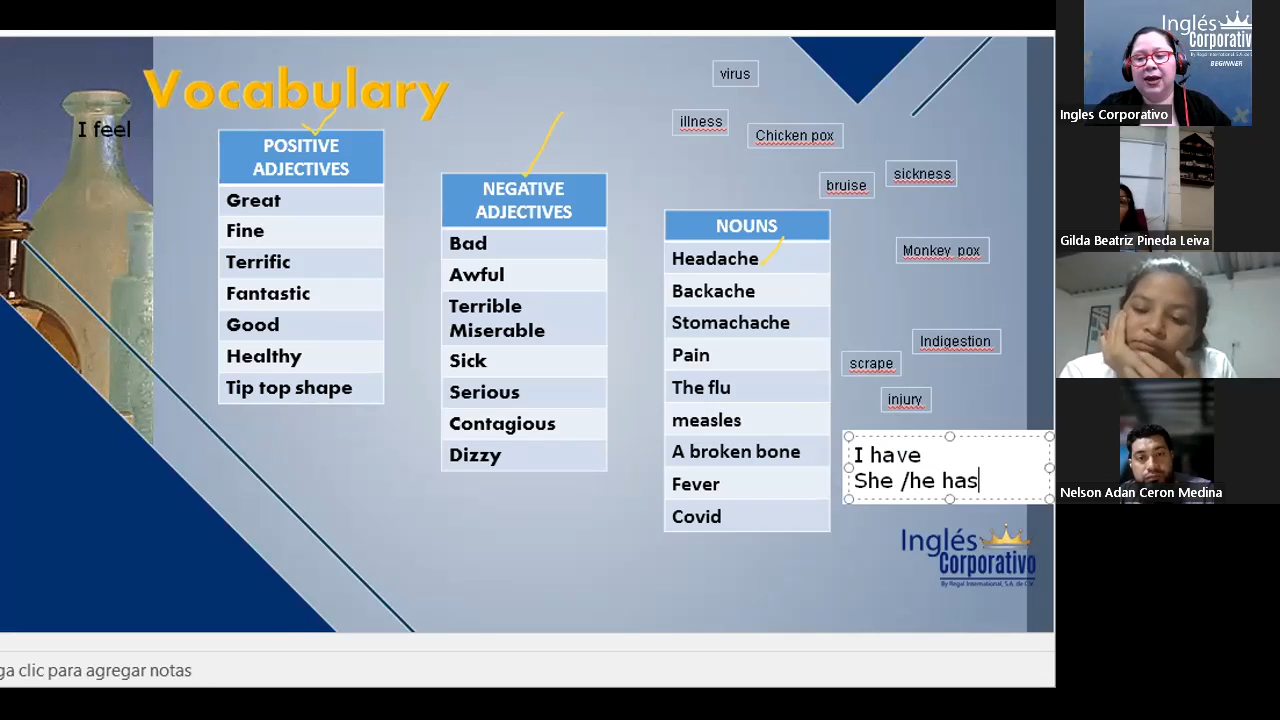 Vocabulary
I feel
POSITIVE
ADJECTIVES
Great
Fine
Terrific
Fantastic
Good
Healthy
Tip top shape
NEGATIVE
ADJECTIVES
Bad
Awful
Terrible
Miserable
Sick
Serious
Contagious
Dizzy
NOUNS
Headache
Backache
Stomachache
Pain
The flu
measles
A broken bone
Fever
Covid
virus
illness
Chicken pox
bruise
sickness
Monkey pox
Indigestion
scrape
injury
I have
She /he has
Inglés
Corporativo
By Regal International, S.A. de C.V.
ga clic para agregar notas
Inglés
Corporativo
BEGINNER
Ingles Corporativo
Gilda Beatriz Pineda Leiva
Nelson Adan Ceron Medina